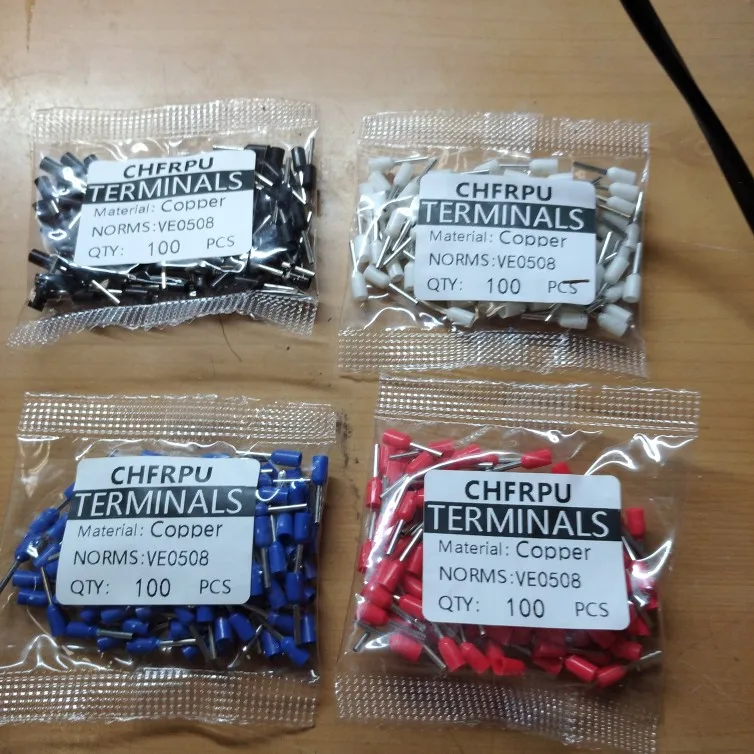 CHFRPU
TERMINALS
Material: Copper
NORMS:VE0508
QTY: 100 PCS
CHFRPU
TERMINALS
Material: Copper
NORMS:VE0508
QTY: 100 PCS
CHFRPU
TERMINALS
Material: Copper
NORMS:VE0508
QTY: 100 PCS
CHFRPU
TERMINALS
Material: Copper
NORMS:VE0508
QTY: 100 PCS